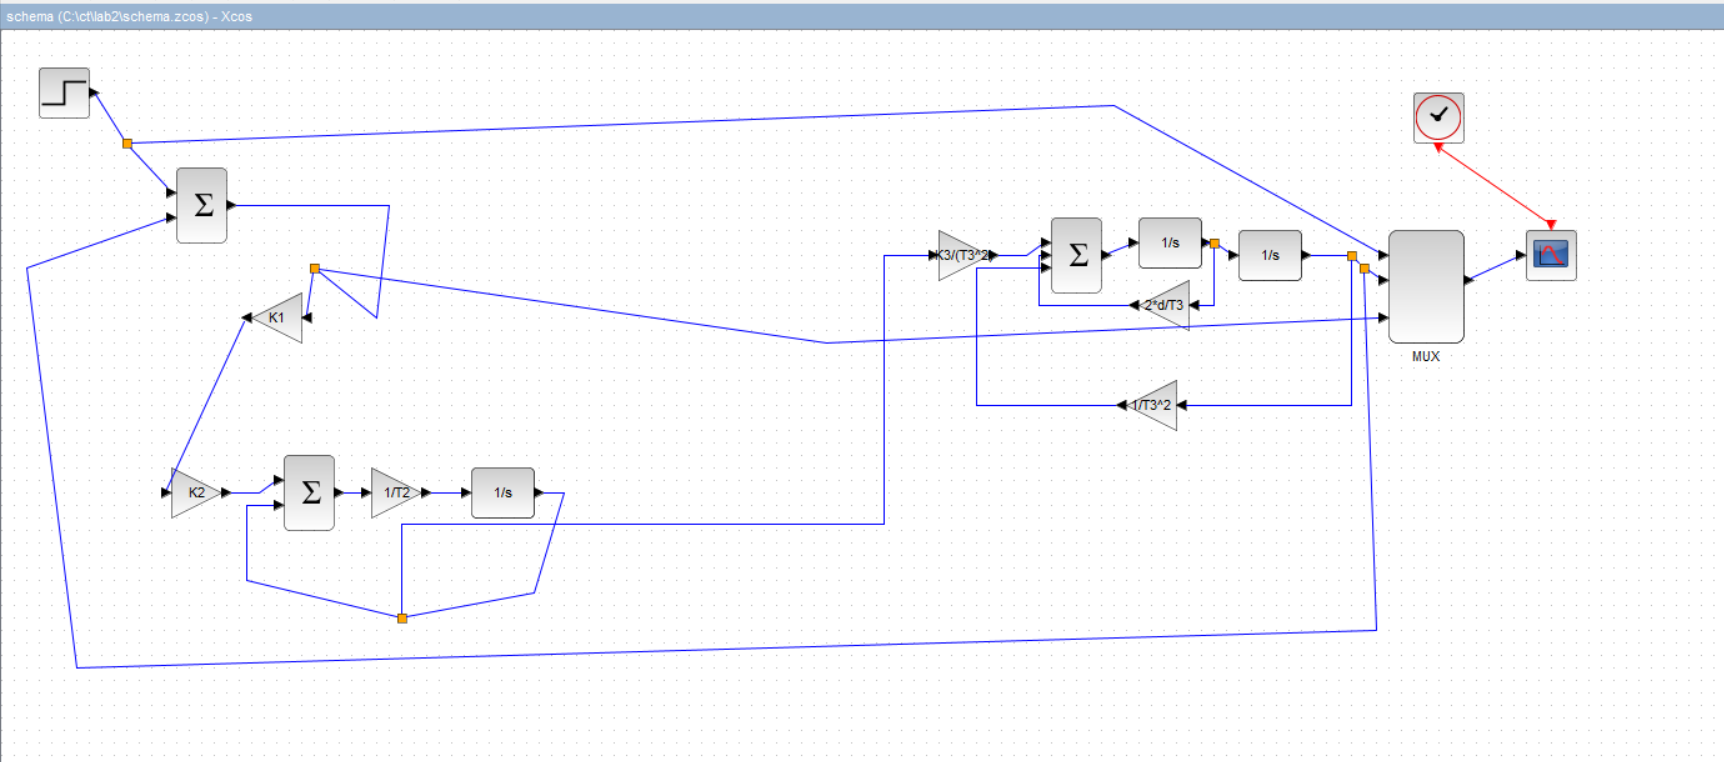 schema (C:\ct\lab2\schema.zcos) - Xcos
Σ
K3/(T3^2)
Σ
1/s
1/s
2*d/T3
K1
MUX
1/T3^2
K2
Σ
1/T2
1/s